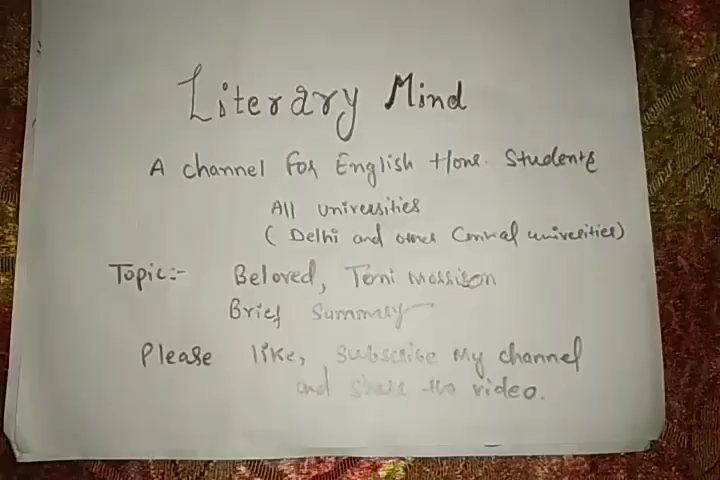 Literary Mind
A channel for English Hons. Students
All universities
( Delhi and other Central universities)
Topic:- Beloved, Toni Morrison
Brief Summary
Please like, subscribe My channel
and share the video.